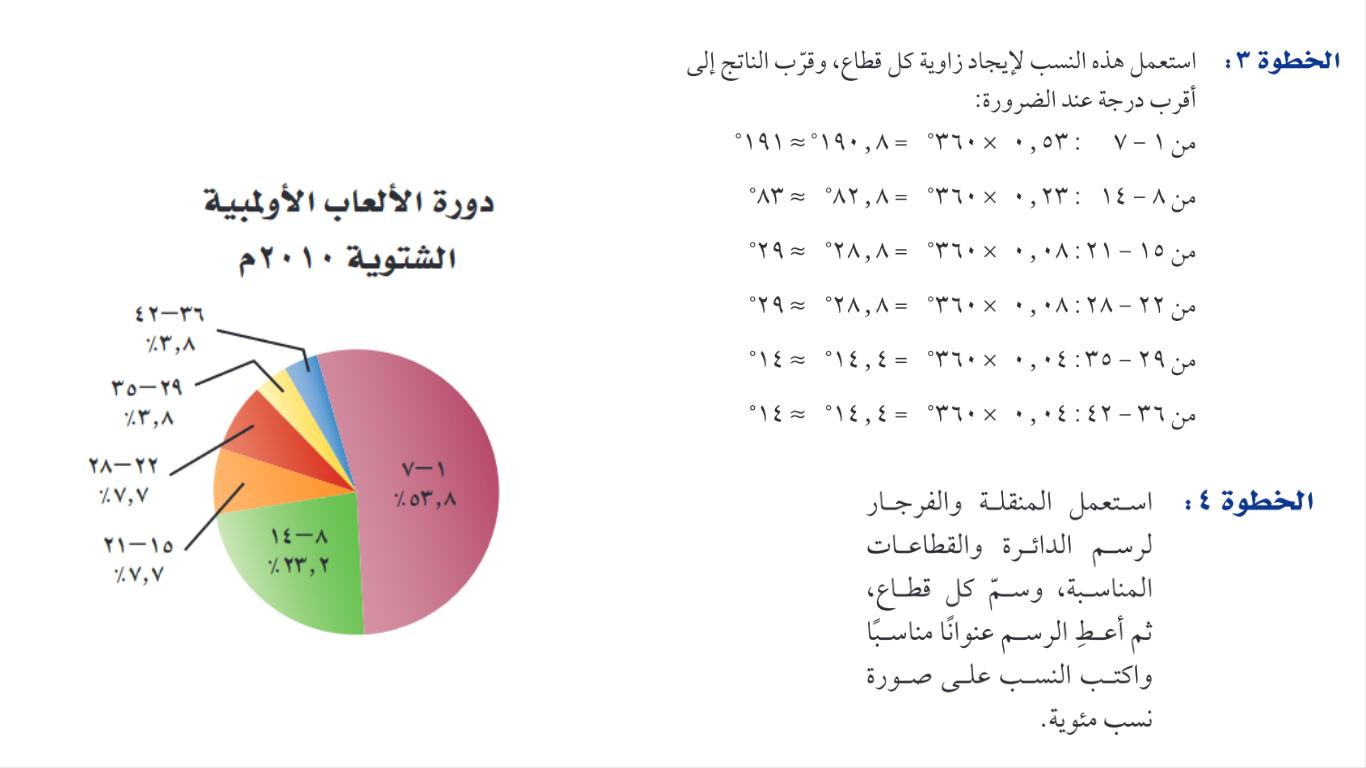 الخطوة ٣: استعمل هذه النسب لإيجاد زاوية كل قطاع، وقرّب الناتج إلى
أقرب درجة عند الضرورة:
من ١ – ٧ : ٠,٥٣ × ٣٦٠° = ١٩٠,٨° ≈ ١٩١°
من ٨ – ١٤ : ٠,٢٣ × ٣٦٠° = ٨٢,٨° ≈ ٨٣°
من ١٥ – ٢١ : ٠,٠٨ × ٣٦٠° = ٢٨,٨° ≈ ٢٩°
من ٢٢ – ٢٨ : ٠,٠٨ × ٣٦٠° = ٢٨,٨° ≈ ٢٩°
من ٢٩ – ٣٥ : ٠,٠٤ × ٣٦٠° = ١٤,٤° ≈ ١٤°
من ٣٦ – ٤٢ : ٠,٠٤ × ٣٦٠° = ١٤,٤° ≈ ١٤°
الخطوة ٤: استعمل المنقلة والفرجار
لرسم الدائرة والقطاعات
المناسبة، وسمّ كل قطاع،
ثم أعطِ الرسم عنوانًا مناسبًا
واكتب النسب على صورة
نسب مئوية.
دورة الألعاب الأولمبية
الشتوية ٢٠١٠م
٣٦–٤٢
٣,٨٪
٢٩–٣٥
٣,٨٪
٢٢–٢٨
٧,٧٪
١٥–٢١
٧,٧٪
٨–١٤
٢٣,٢٪
١–٧
٥٣,٨٪